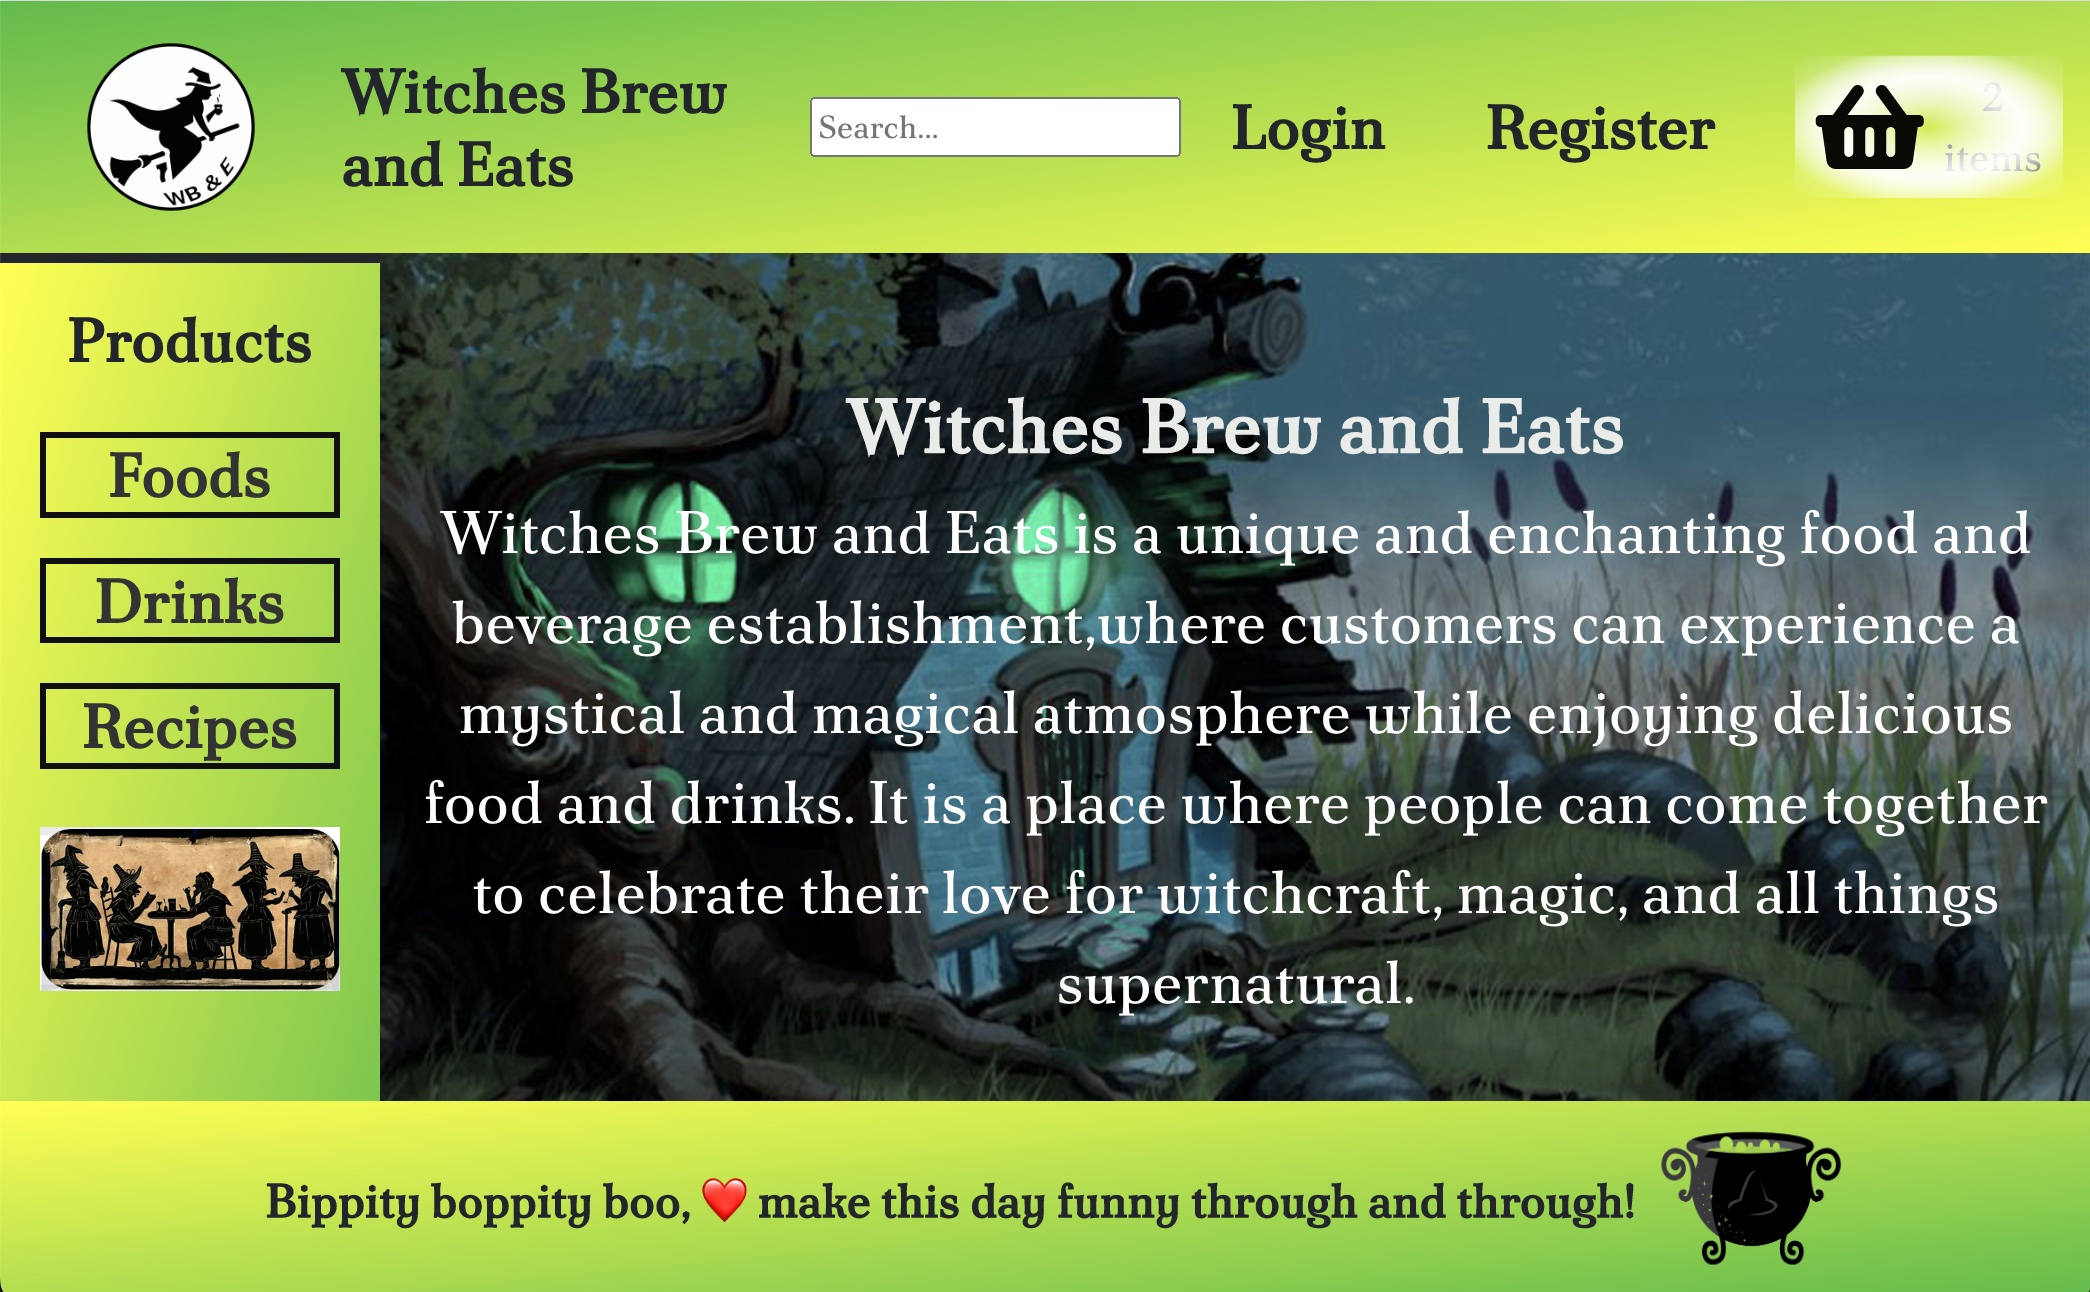 WB & E
Witches Brew
and Eats
Search...
Login
Register
2
items
Products
Foods
Drinks
Recipes
Witches Brew and Eats
Witches Brew and Eats is a unique and enchanting food and
beverage establishment,where customers can experience a
mystical and magical atmosphere while enjoying delicious
food and drinks. It is a place where people can come together
to celebrate their love for witchcraft, magic, and all things
supernatural.
Bippity boppity boo, ❤️ make this day funny through and through!